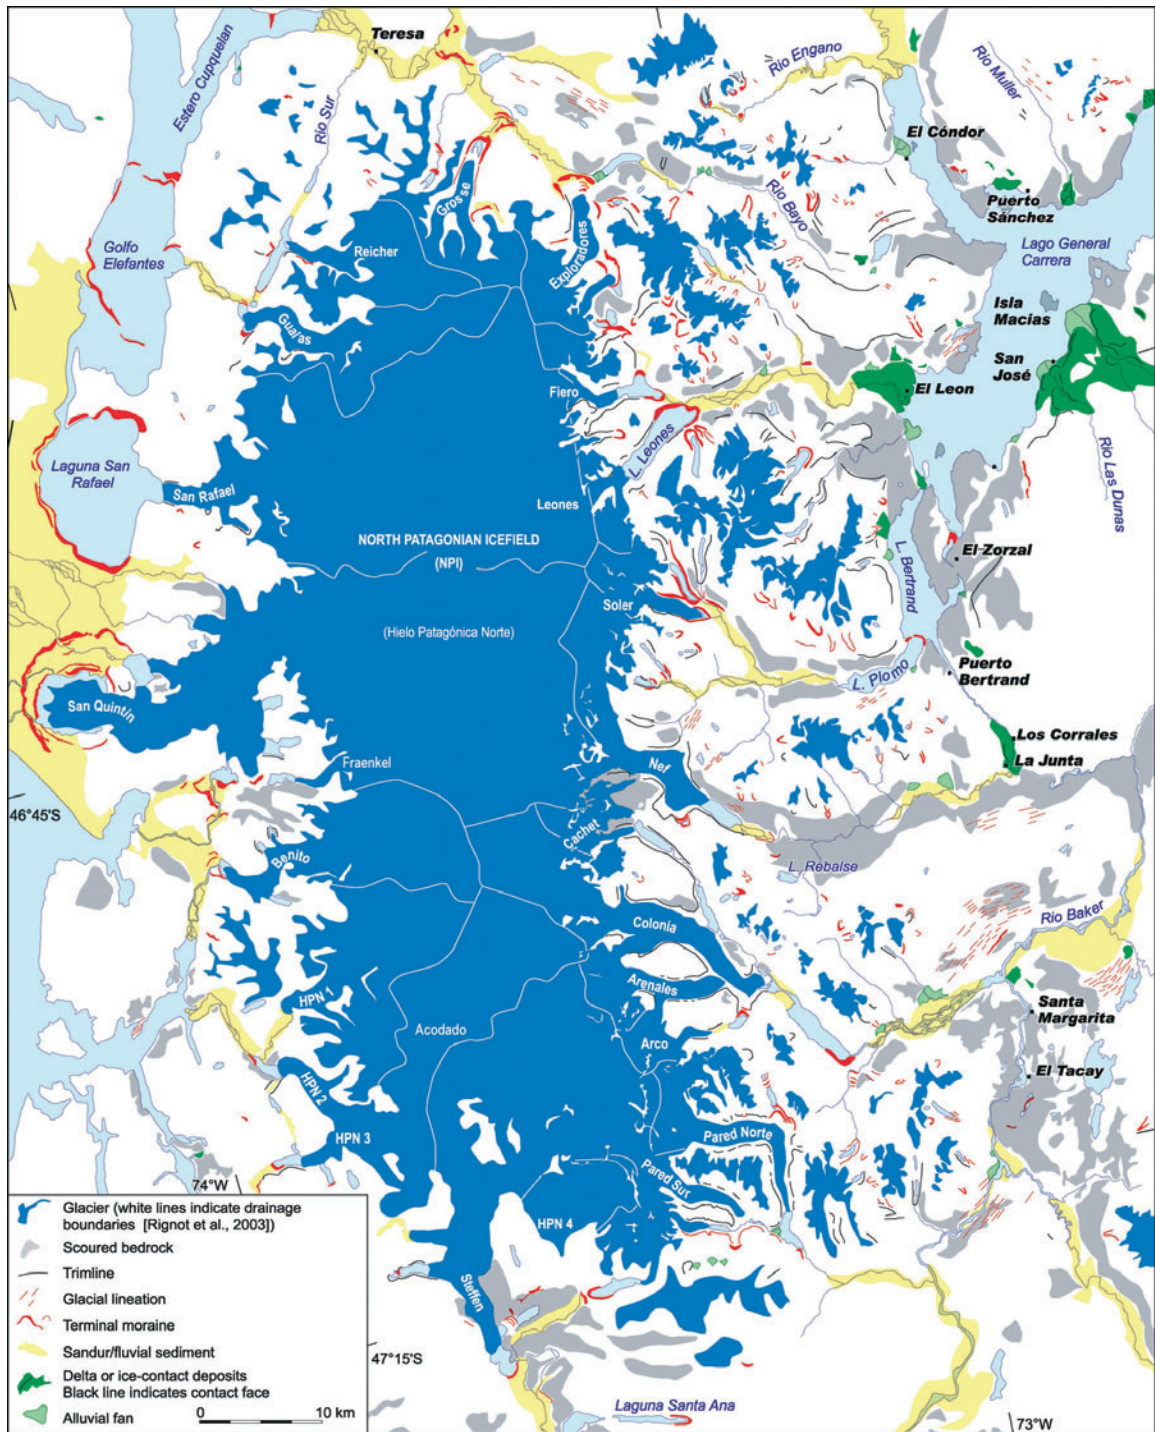 Teresa
Estero Cupquelan
Rio Sur
Rio Engano
Rio Muller
El Cóndor
Puerto
Sánchez
Rio Bayo
Grosse
Exploradores
Reicher
Golfo
Elefantes
Lago General
Carrera
Isla
Macias
Gualas
San
José
El Leon
Fiero
L. Leones
Rio Las Dunas
Laguna San
Rafael
San Rafael
Leones
NORTH PATAGONIAN ICEFIELD
(NPI)
El Zorzal
L. Bertrand
Soler
(Hielo Patagónica Norte)
Puerto
Bertrand
L. Plomo
San Quintín
Los Corrales
La Junta
Fraenkel
Nef
46°45'S
Cachet
Benito
L. Rebalse
Colonia
Rio Baker
Arenales
HPN 1
Santa
Margarita
Acodado
Arco
El Tacay
HPN 2
HPN 3
Pared Norte
Pared Sur
74°W
HPN 4
Steffen
47°15'S
Laguna Santa Ana
73°W
Glacier (white lines indicate drainage
boundaries [Rignot et al., 2003])
Scoured bedrock
Trimline
Glacial lineation
Terminal moraine
Sandur/fluvial sediment
Delta or ice-contact deposits
Black line indicates contact face
Alluvial fan
0 10 km